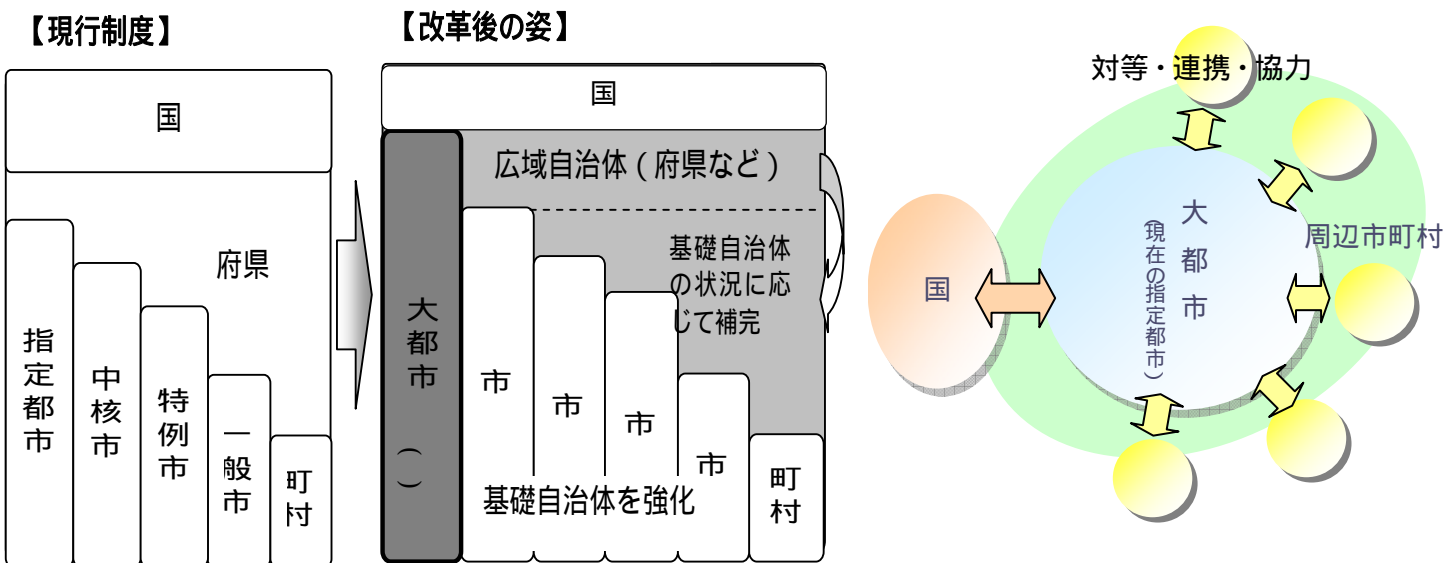 【現行制度】
国
府県
指定都市
中核市
特例市
一般市
町村
【改革後の姿】
国
広域自治体（府県など）
基礎自治体
の状況に応
じて補完
大都市
（ ）
市
市
市
市
町村
基礎自治体を強化
対等・連携・協力
周辺市町村
国
大都市
（現在の指定都市）